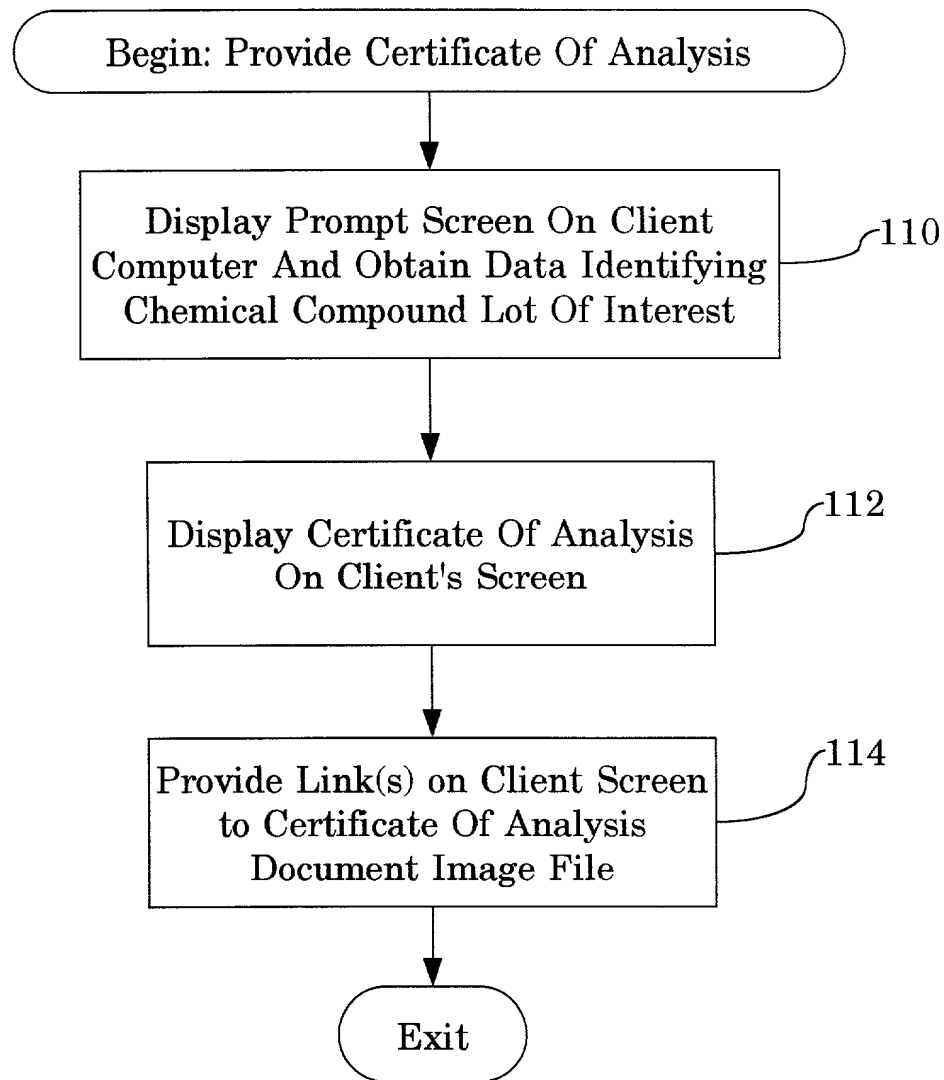 Begin: Provide Certificate Of Analysis
Display Prompt Screen On Client
Computer And Obtain Data Identifying
Chemical Compound Lot Of Interest
110
Display Certificate Of Analysis
On Client's Screen
112
Provide Link(s) on Client Screen
to Certificate Of Analysis
Document Image File
114
Exit